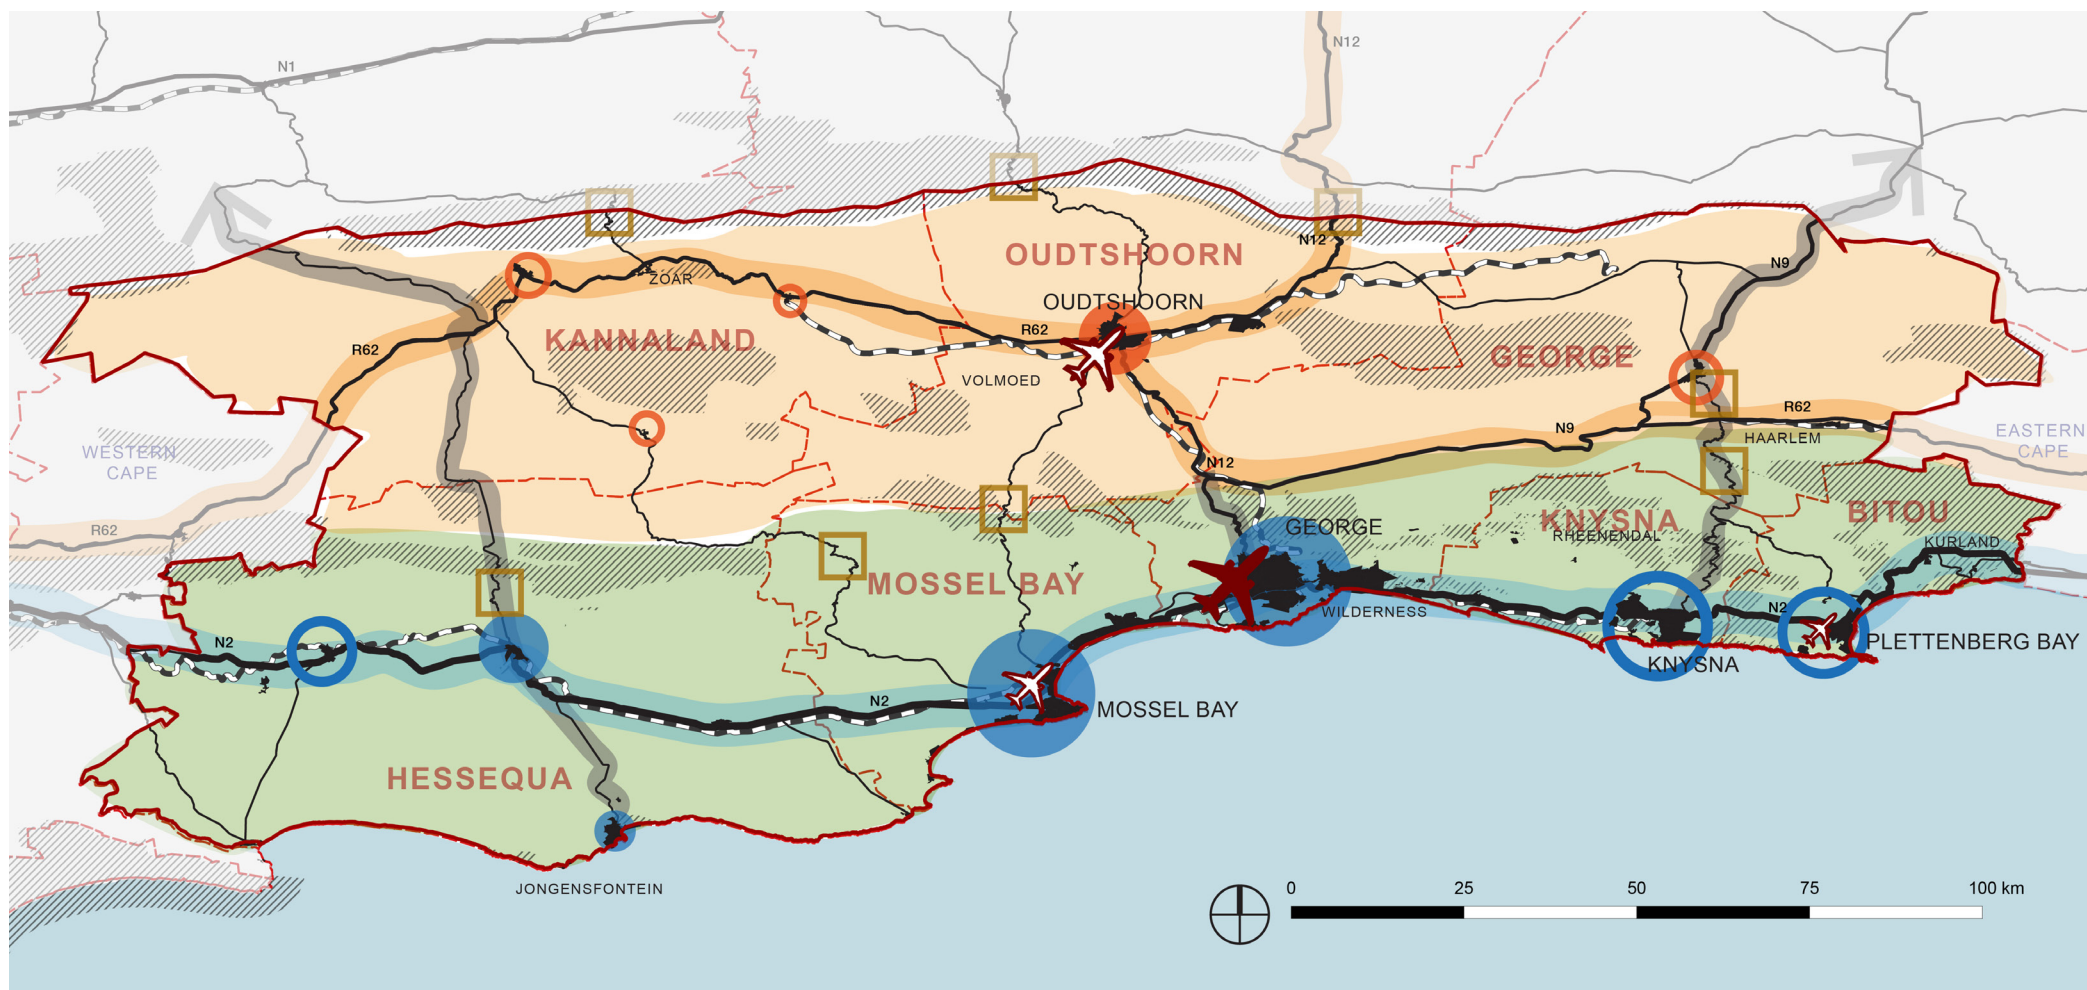 N1
N12
N12
OUDTSHOORN
N9
ZOAR
OUDTSHOORN
R62
KANNALAND
R62
GEORGE
VOLMOED
R62
N9
HAARLEM
WESTERN
CAPE
EASTERN
CAPE
N12
R62
GEORGE
KNYSNA
BITOU
RHEENENDAL
KURLAND
MOSSEL BAY
WILDERNESS
N2
N2
PLETTENBERG BAY
KNYSNA
N2
MOSSEL BAY
HESSEQUA
JONGENSFONTEIN
0 25 50 75 100 km